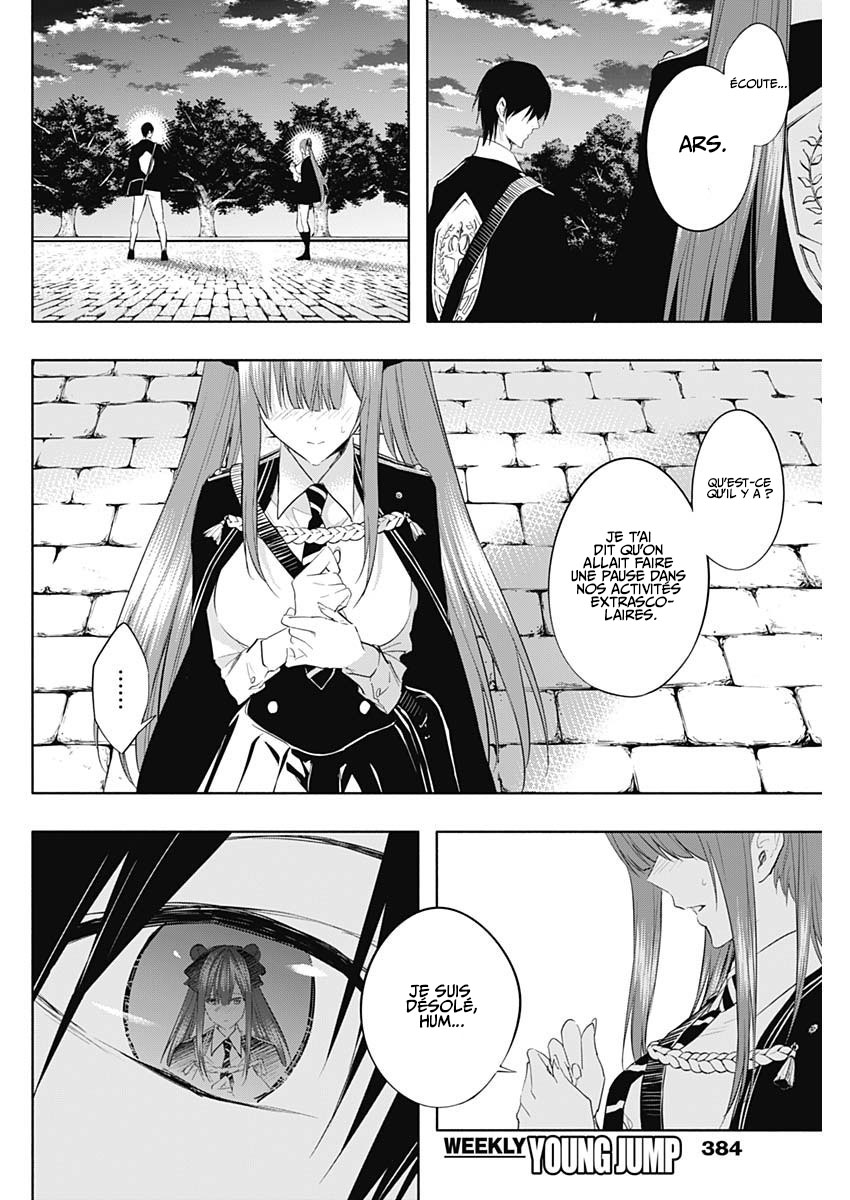 ÉCOUTE...
ARS.
QU'EST-CE
QU'IL Y A ?
JE T'AI
DIT QU'ON
ALLAIT FAIRE
UNE PAUSE DANS
NOS ACTIVITÉS
EXTRASCO-
LAIRES.
......
JE SUIS
DÉSOLÉ,
HUM...
WEEKLY YOUNG JUMP 384